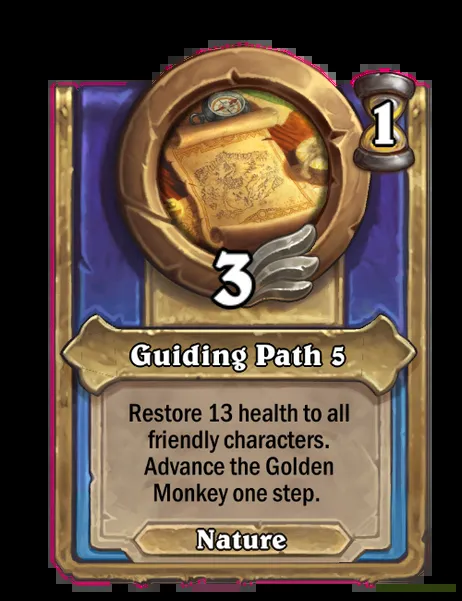 1
3
Guiding Path 5
Restore 13 health to all
friendly characters.
Advance the Golden
Monkey one step.
Nature